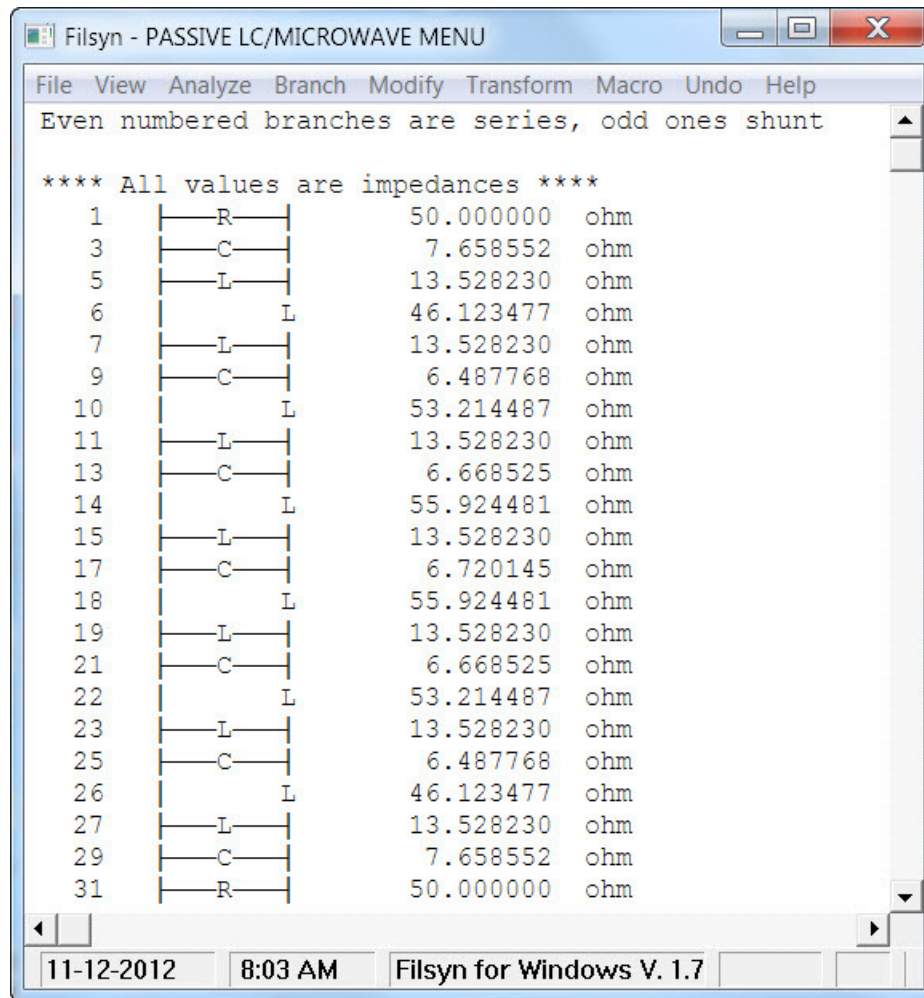 Filsyn - PASSIVE LC/MICROWAVE MENU
File View Analyze Branch Modify Transform Macro Undo Help
Even numbered branches are series, odd ones shunt
**** All values are impedances ****
1 R 50.000000 ohm
3 C 7.658552 ohm
5 L 13.528230 ohm
6 L 46.123477 ohm
7 L 13.528230 ohm
9 C 6.487768 ohm
10 L 53.214487 ohm
11 L 13.528230 ohm
13 C 6.668525 ohm
14 L 55.924481 ohm
15 L 13.528230 ohm
17 C 6.720145 ohm
18 L 55.924481 ohm
19 L 13.528230 ohm
21 C 6.668525 ohm
22 L 53.214487 ohm
23 L 13.528230 ohm
25 C 6.487768 ohm
26 L 46.123477 ohm
27 L 13.528230 ohm
29 C 7.658552 ohm
31 R 50.000000 ohm
11-12-2012 8:03 AM Filsyn for Windows V. 1.7